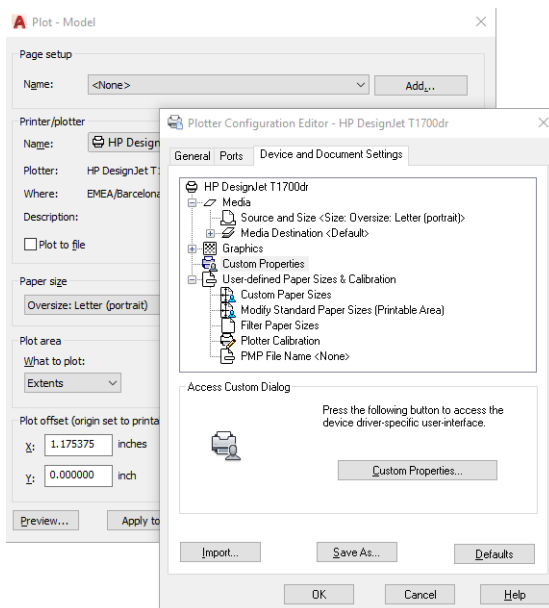 Plot - Model
Page setup
Name: <None> Add...
Printer/plotter
Name: HP Design
Plotter: HP DesignJet T1
Where: EMEA/Barcelona
Description:
Plot to file
Paper size
Oversize: Letter (portrait)
Plot area
What to plot:
Extents
Plot offset (origin set to printa
X: 1.175375 inches
Y: 0.000000 inch
Preview... Apply to
Plotter Configuration Editor - HP DesignJet T1700dr
General Ports Device and Document Settings
HP DesignJet T1700dr
Media
Source and Size <Size: Oversize: Letter (portrait)>
Media Destination <Default>
Graphics
Custom Properties
User-defined Paper Sizes & Calibration
Custom Paper Sizes
Modify Standard Paper Sizes (Printable Area)
Filter Paper Sizes
Plotter Calibration
PMP File Name <None>
Access Custom Dialog
Press the following button to access the
device driver-specific user-interface.
Custom Properties...
Import... Save As... Defaults
OK Cancel Help